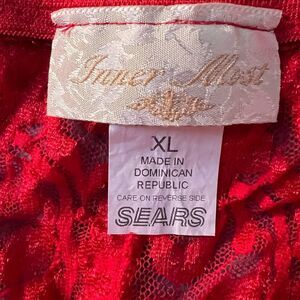 Inner Most
XL
MADE IN
DOMINICAN
REPUBLIC
CARE ON REVERSE SIDE
SEARS